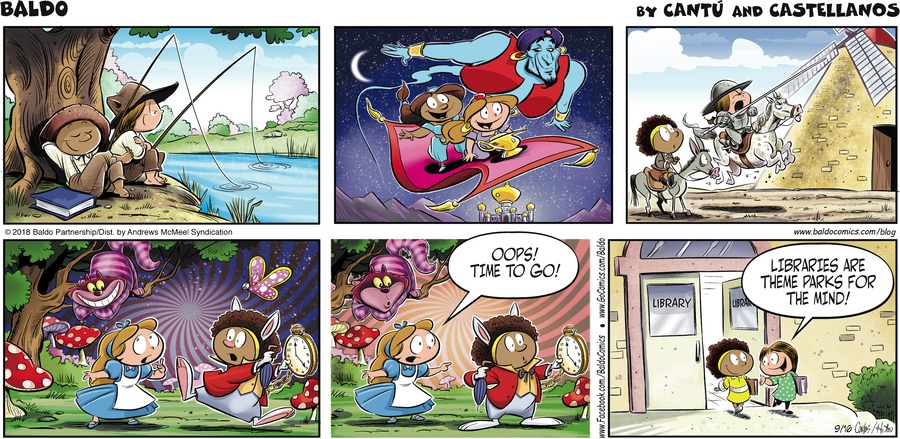 BALDO
BY CANTÚ AND CASTELLANOS
© 2018 Baldo Partnership/Dist. by Andrews McMeel Syndication
www.baldocomics.com/blog
OOPS!
TIME TO GO!
www.Facebook.com/BaldoComics • www.GoComics.com/Baldo
LIBRARIES ARE
THEME PARKS FOR
THE MIND!
LIBRARY
LIBRAR
9/16